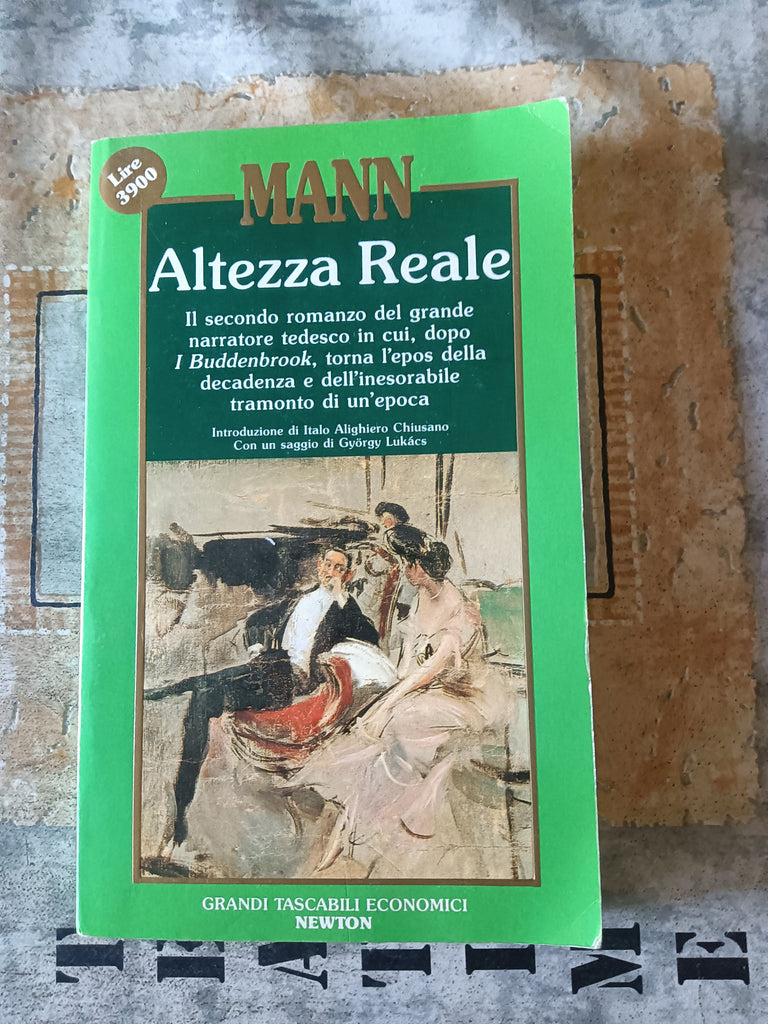 Lire
3900
MANN
Altezza Reale
Il secondo romanzo del grande
narratore tedesco in cui, dopo
I Buddenbrook, torna l'epos della
decadenza e dell'inesorabile
tramonto di un'epoca
Introduzione di Italo Alighiero Chiusano
Con un saggio di György Lukács
GRANDI TASCABILI ECONOMICI
NEWTON
TEA TIME